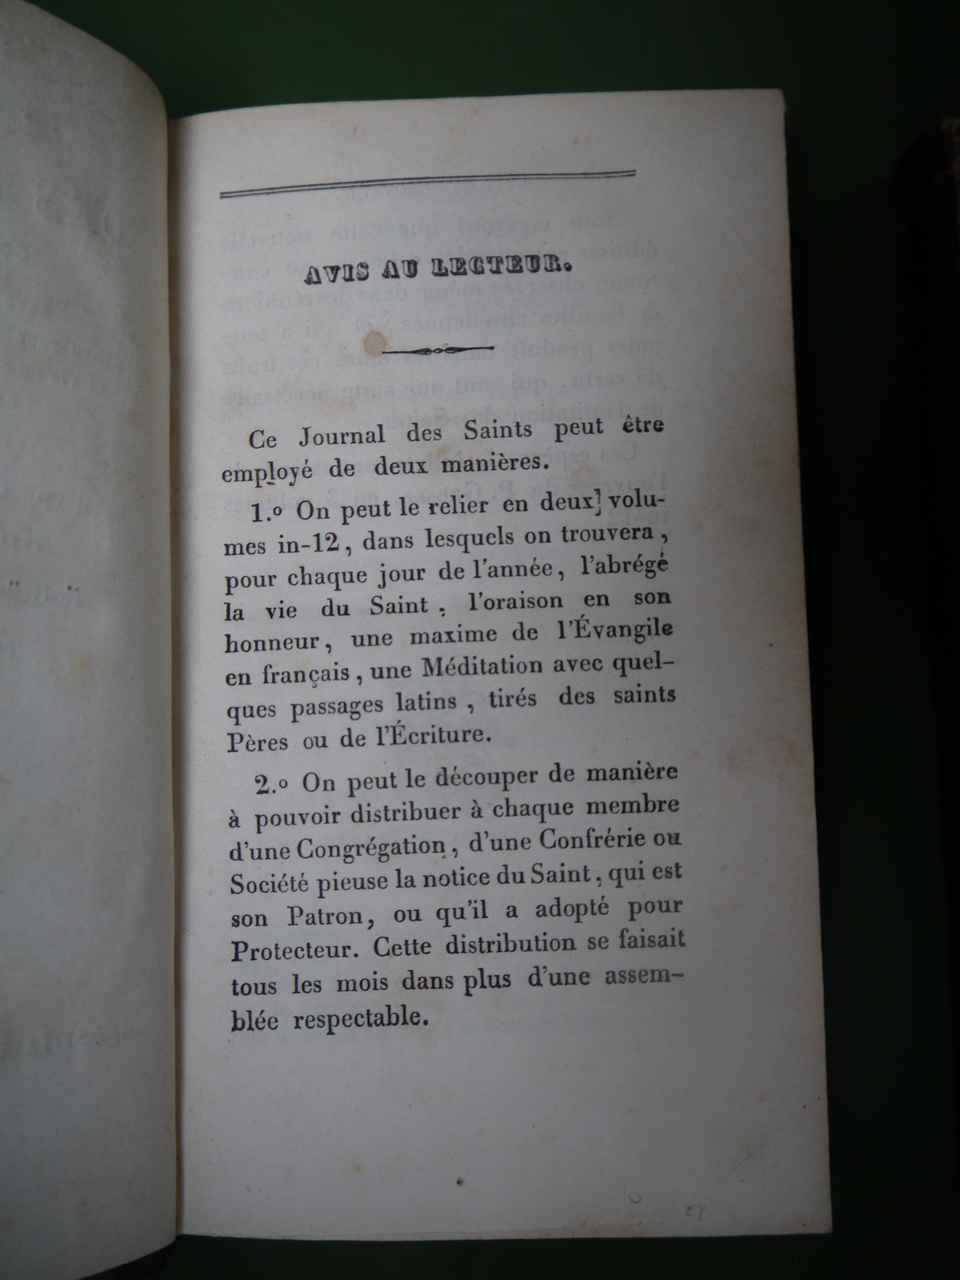 AVIS AU LECTEUR.
Ce Journal des Saints peut être
employé de deux manières.
1.º On peut le relier en deux] volu-
mes in-12, dans lesquels on trouvera,
pour chaque jour de l'année, l'abrégé
la vie du Saint, l'oraison en son
honneur, une maxime de l'Évangile
en français, une Méditation avec quel-
ques passages latins, tirés des saints
Pères ou de l'Écriture.
2.º On peut le découper de manière
à pouvoir distribuer à chaque membre
d'une Congrégation, d'une Confrérie ou
Société pieuse la notice du Saint, qui est
son Patron, ou qu'il a adopté pour
Protecteur. Cette distribution se faisait
tous les mois dans plus d'une assem-
blée respectable.